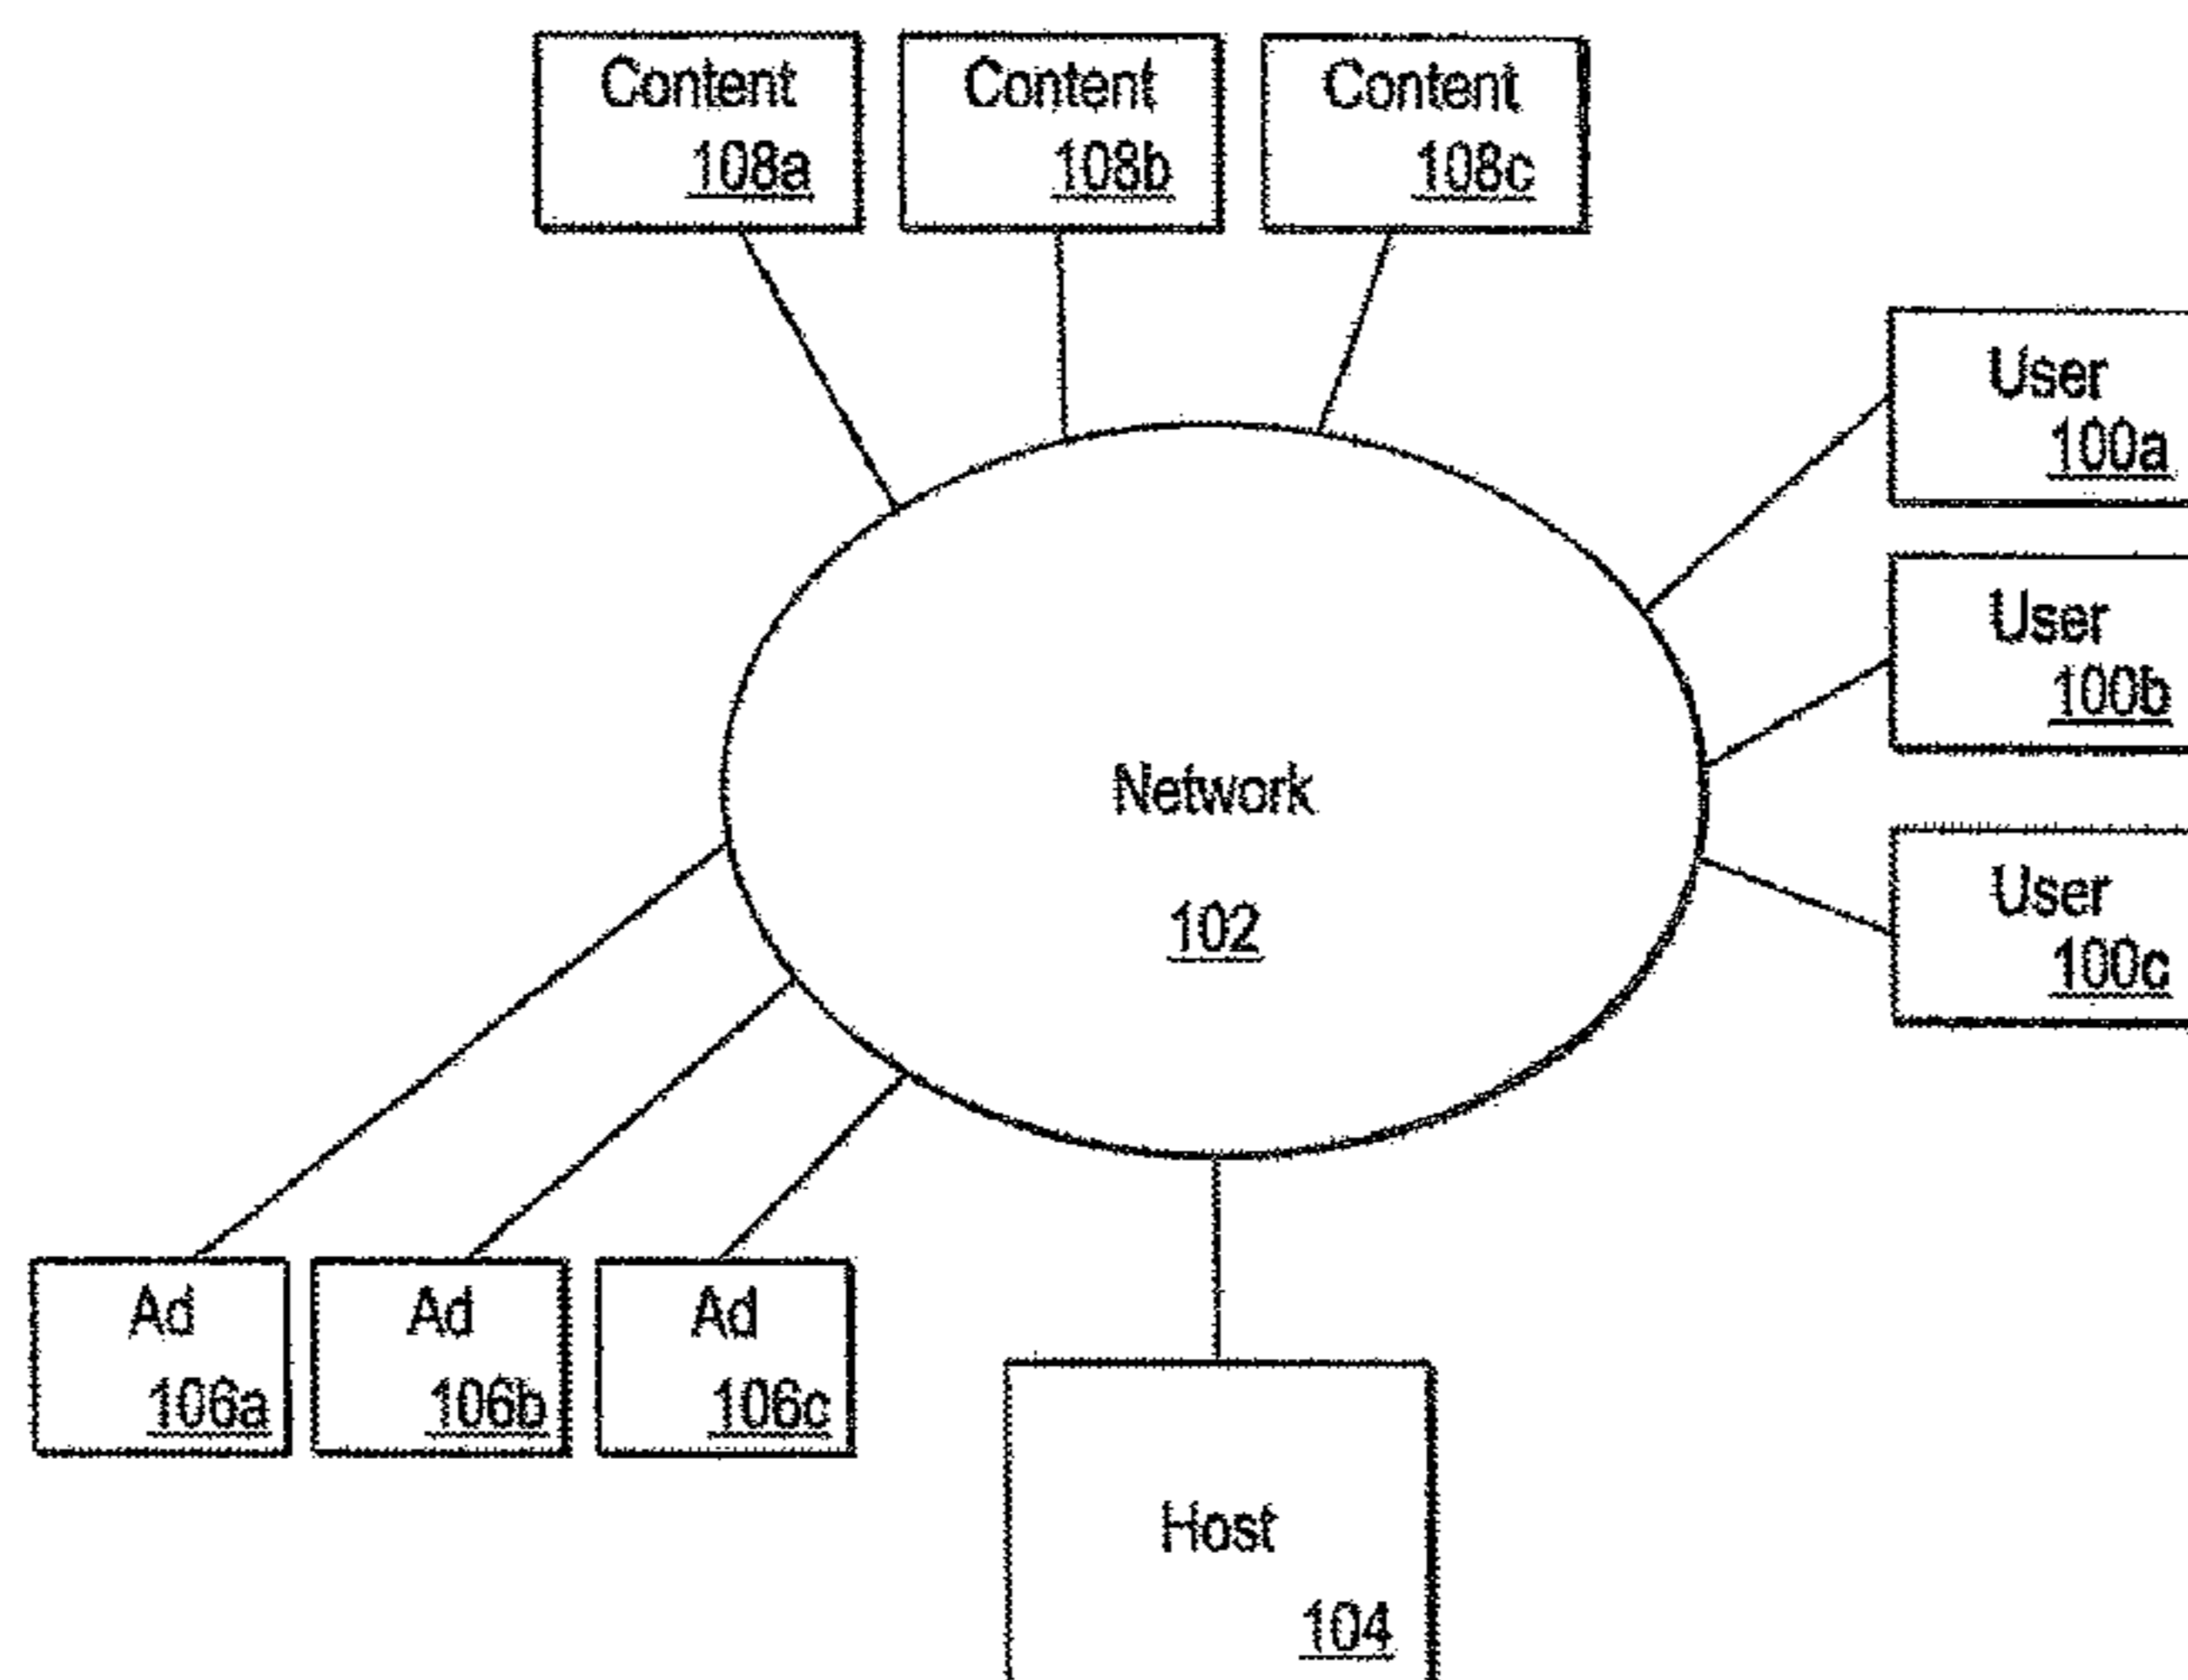 Content
108a
Content
108b
Content
108c
User
100a
User
100b
User
100c
Network
102
Ad
106a
Ad
106b
Ad
106c
Host
104